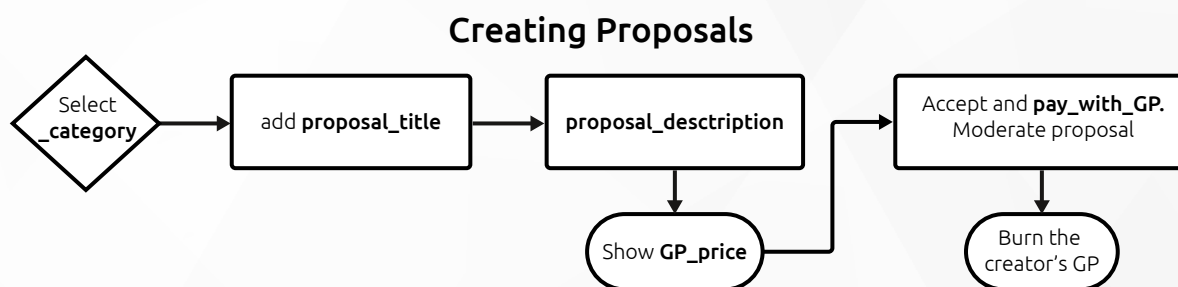 Creating Proposals
Select
_category
add proposal_title
proposal_desctription
Accept and pay_with_GP.
Moderate proposal
Show GP_price
Burn the
creator's GP